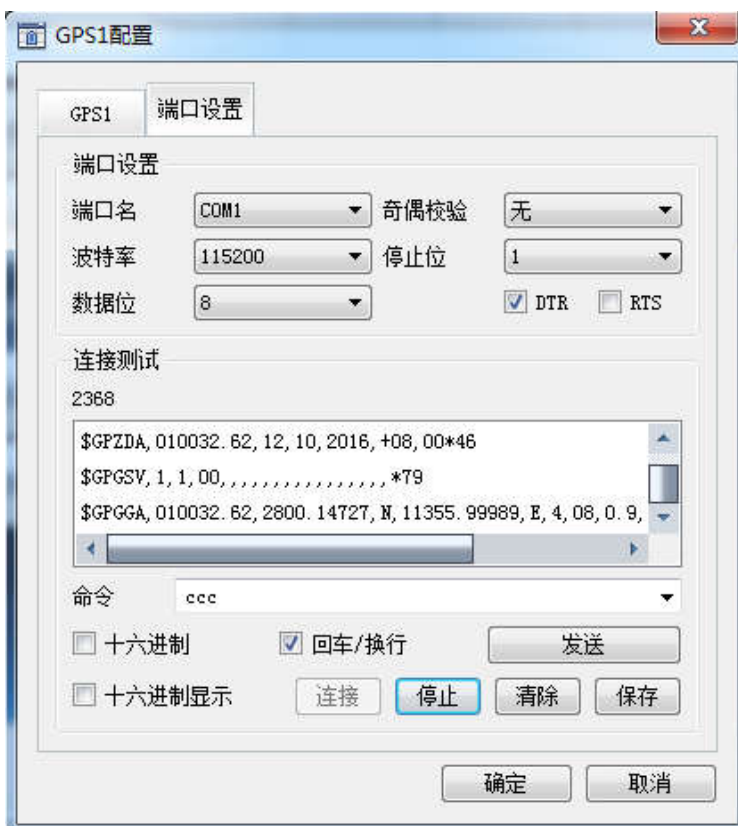 GPS1配置
GPS1 端口设置
端口设置
端口名 COM1 奇偶校验 无
波特率 115200 停止位 1
数据位 8 DTR RTS
连接测试
2368
$GPZDA,010032.62,12,10,2016,+08,00*46
$GPGSV,1,1,00,,,,,,,,,,,,,,,,*79
$GPGGA,010032.62,2800.14727,N,11355.99989,E,4,08,0.9,
命令 ccc
十六进制 回车/换行 发送
十六进制显示 连接 停止 清除 保存
确定 取消